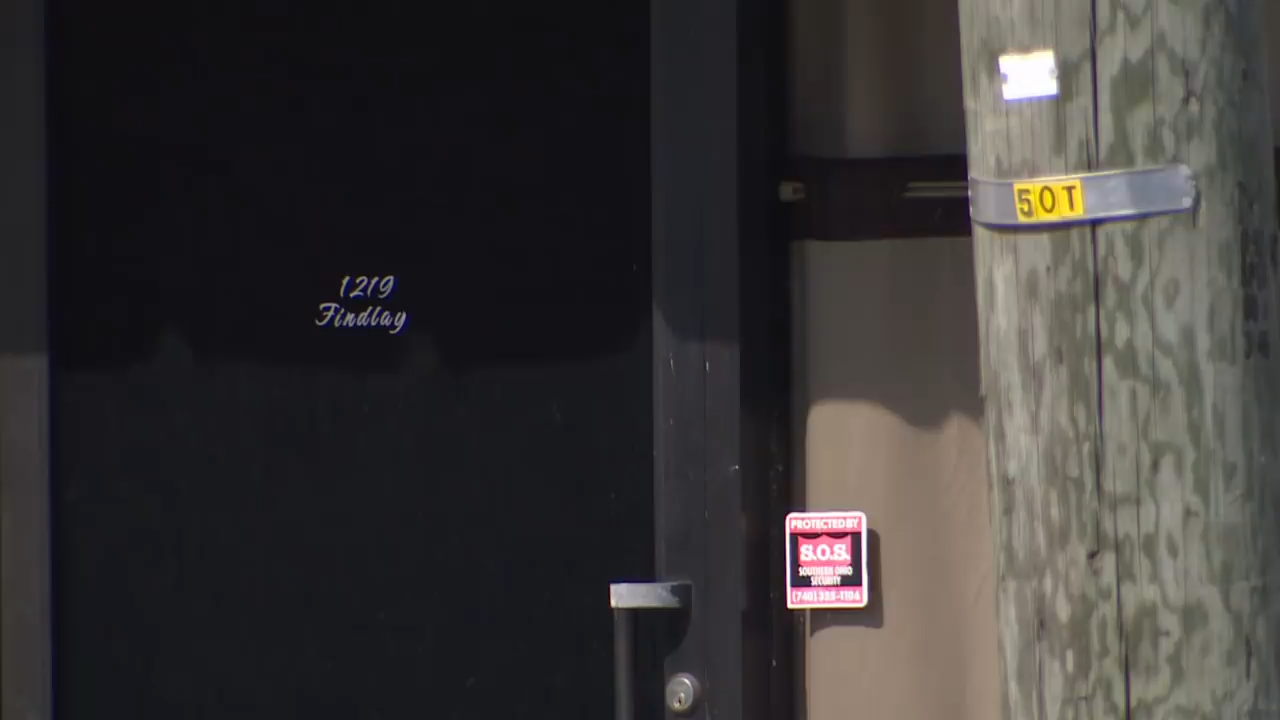 1219
Findlay
50T
PROTECTED BY
S.O.S.
SOUTHERN OHIO
SECURITY